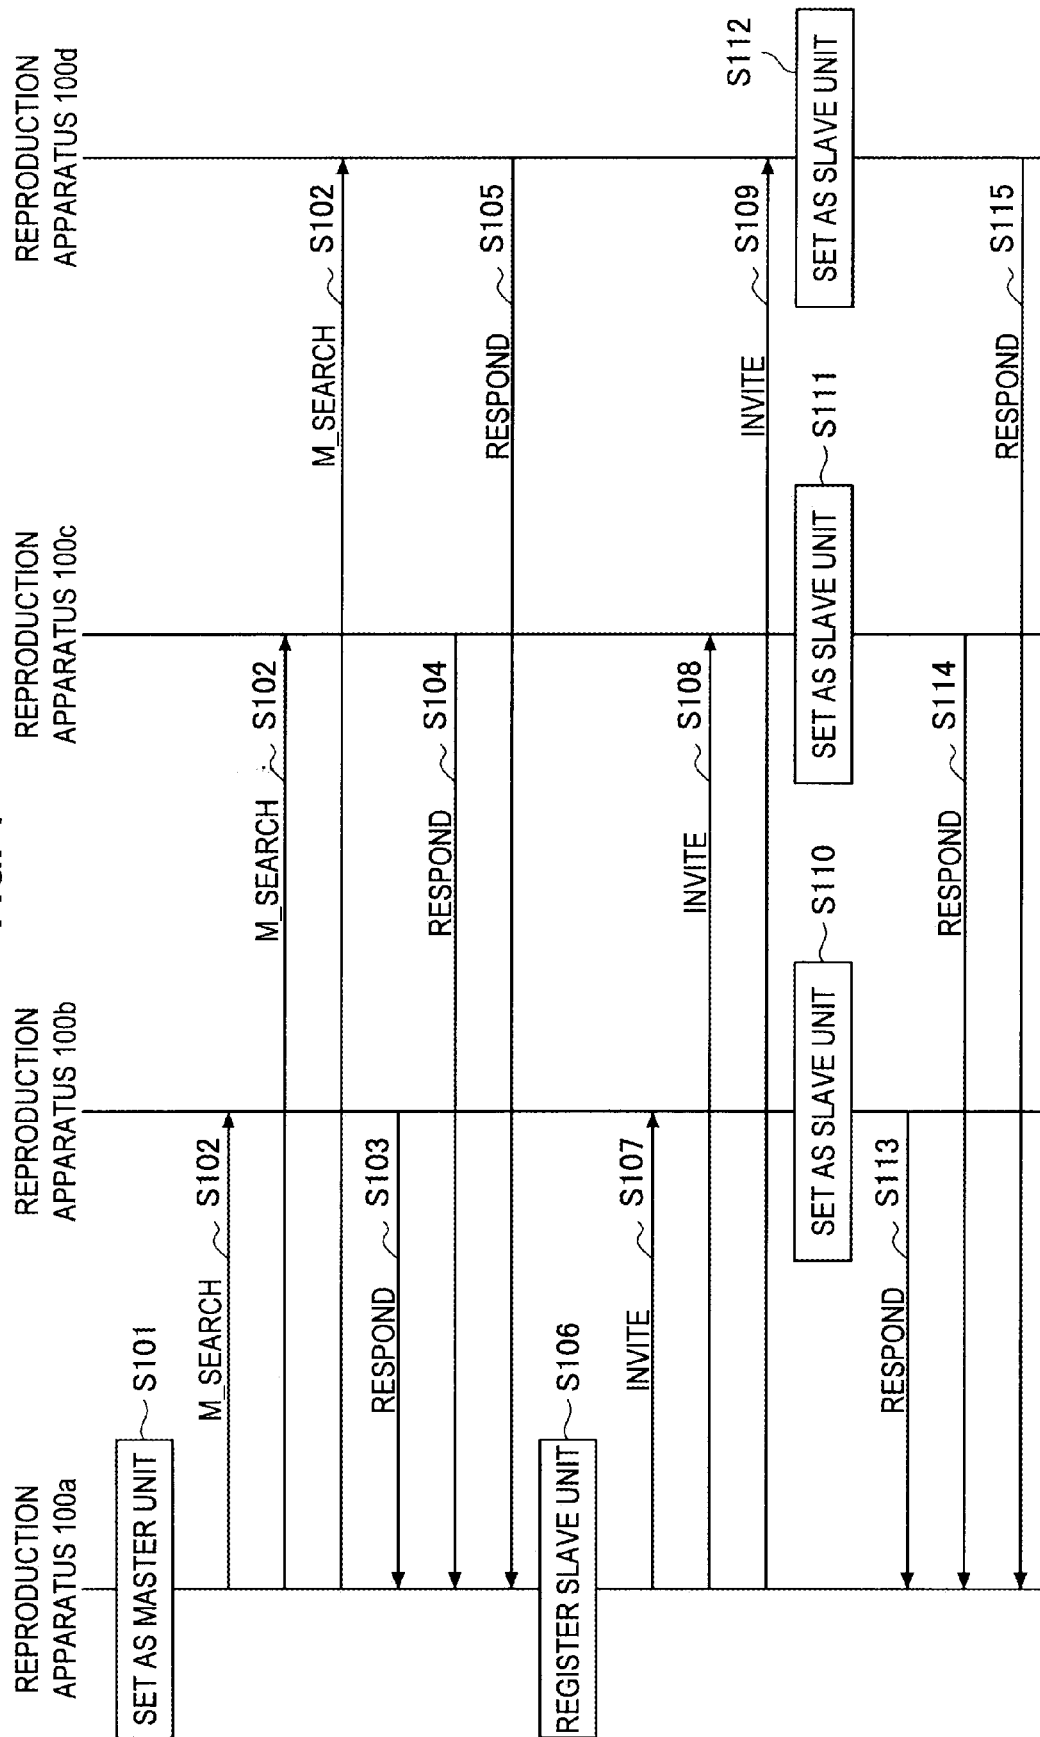 REPRODUCTION
APPARATUS 100a
REPRODUCTION
APPARATUS 100b
REPRODUCTION
APPARATUS 100c
REPRODUCTION
APPARATUS 100d
SET AS MASTER UNIT
S101
M_SEARCH
S102
M_SEARCH
S102
M_SEARCH
S102
RESPOND
S103
RESPOND
S104
RESPOND
S105
REGISTER SLAVE UNIT
S106
INVITE
S107
INVITE
S108
INVITE
S109
SET AS SLAVE UNIT
S110
SET AS SLAVE UNIT
S111
SET AS SLAVE UNIT
S112
RESPOND
S113
RESPOND
S114
RESPOND
S115